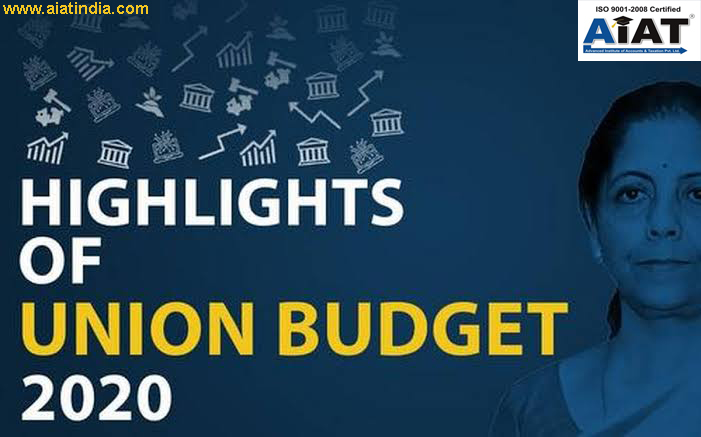 www.aiatindia.com
ISO 9001-2008 Certified
AiAT
Advanced Institute of Accounts & Taxation Pvt. Ltd.
HIGHLIGHTS
OF
UNION BUDGET
2020